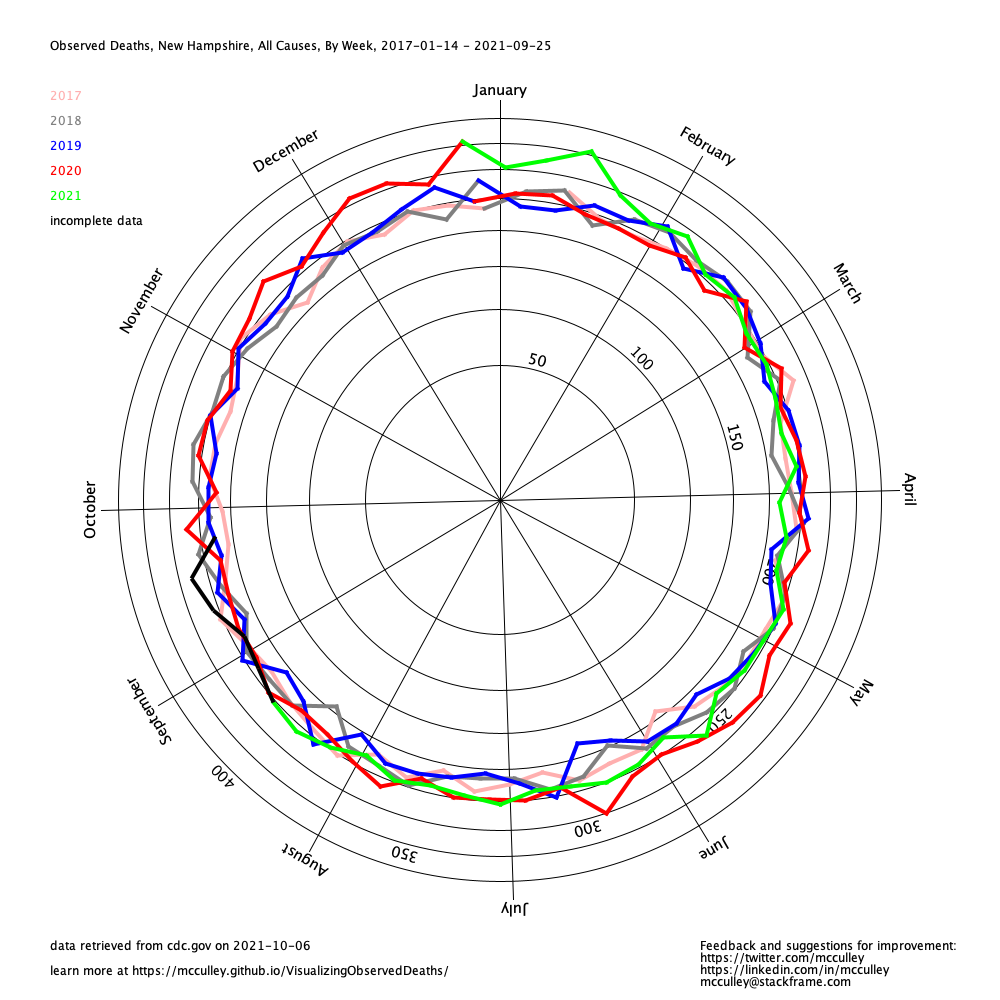 Observed Deaths, New Hampshire, All Causes, By Week, 2017-01-14 - 2021-09-25
2017
2018
2019
2020
2021
incomplete data
January
February
March
April
May
June
July
August
September
October
November
December
50
100
150
200
250
300
350
400
data retrieved from cdc.gov on 2021-10-06
learn more at https://mcculley.github.io/VisualizingObservedDeaths/
Feedback and suggestions for improvement:
https://twitter.com/mcculley
https://linkedin.com/in/mcculley
mcculley@stackframe.com